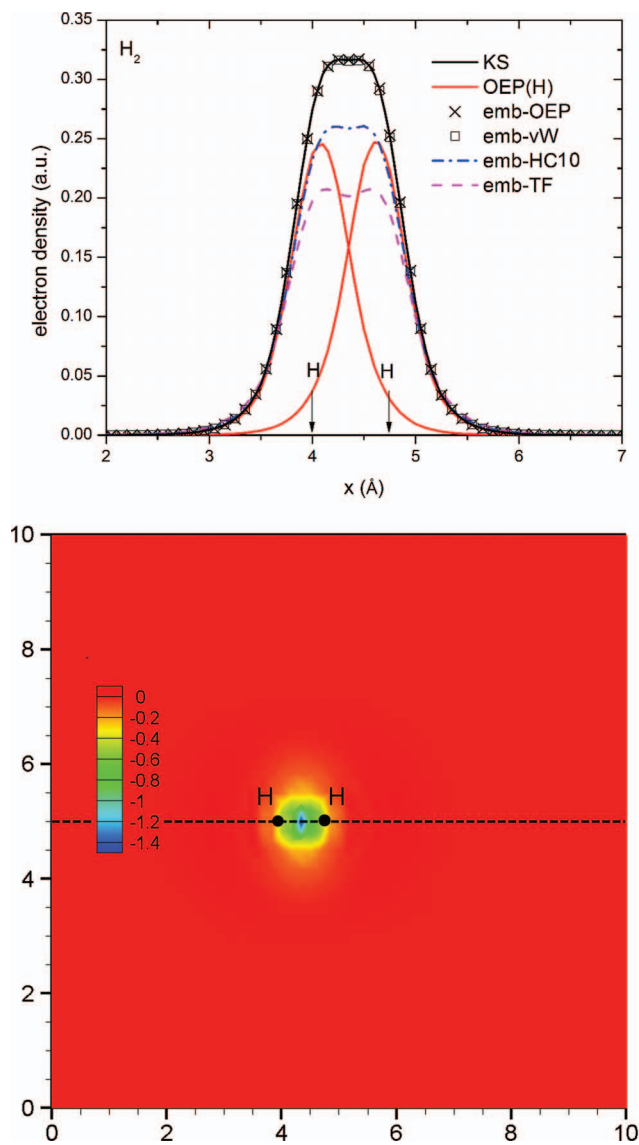 H2
KS
OEP(H)
emb-OEP
emb-vW
emb-HC10
emb-TF
0.35
0.30
0.25
0.20
0.15
0.10
0.05
0.00
electron density (a.u.)
H H
2 3 4 5 6 7
x (Å)
10
8
6
4
2
0
0
-0.2
-0.4
-0.6
-0.8
-1
-1.2
-1.4
H H
0 2 4 6 8 10